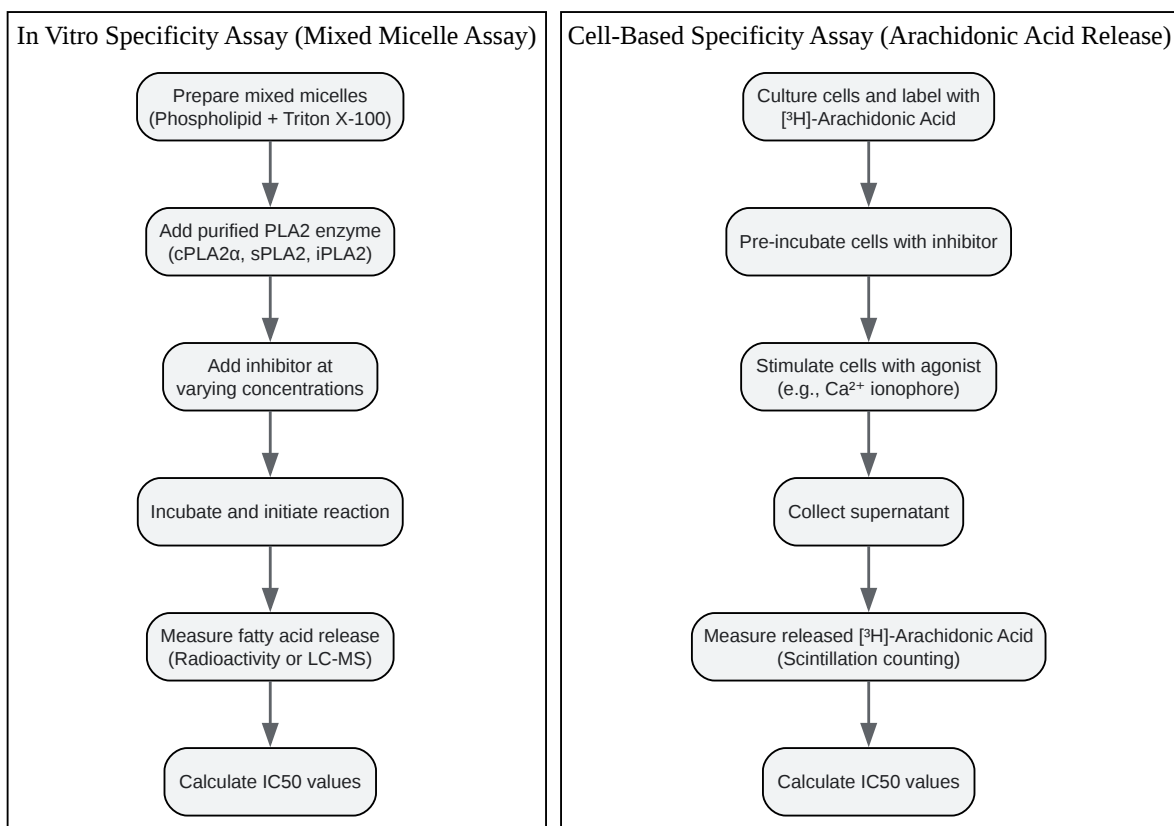 In Vitro Specificity Assay (Mixed Micelle Assay)
Prepare mixed micelles
(Phospholipid + Triton X-100)
Add purified PLA2 enzyme
(cPLA2α, sPLA2, iPLA2)
Add inhibitor at
varying concentrations
Incubate and initiate reaction
Measure fatty acid release
(Radioactivity or LC-MS)
Calculate IC50 values
Cell-Based Specificity Assay (Arachidonic Acid Release)
Culture cells and label with
[³H]-Arachidonic Acid
Pre-incubate cells with inhibitor
Stimulate cells with agonist
(e.g., Ca²⁺ ionophore)
Collect supernatant
Measure released [³H]-Arachidonic Acid
(Scintillation counting)
Calculate IC50 values